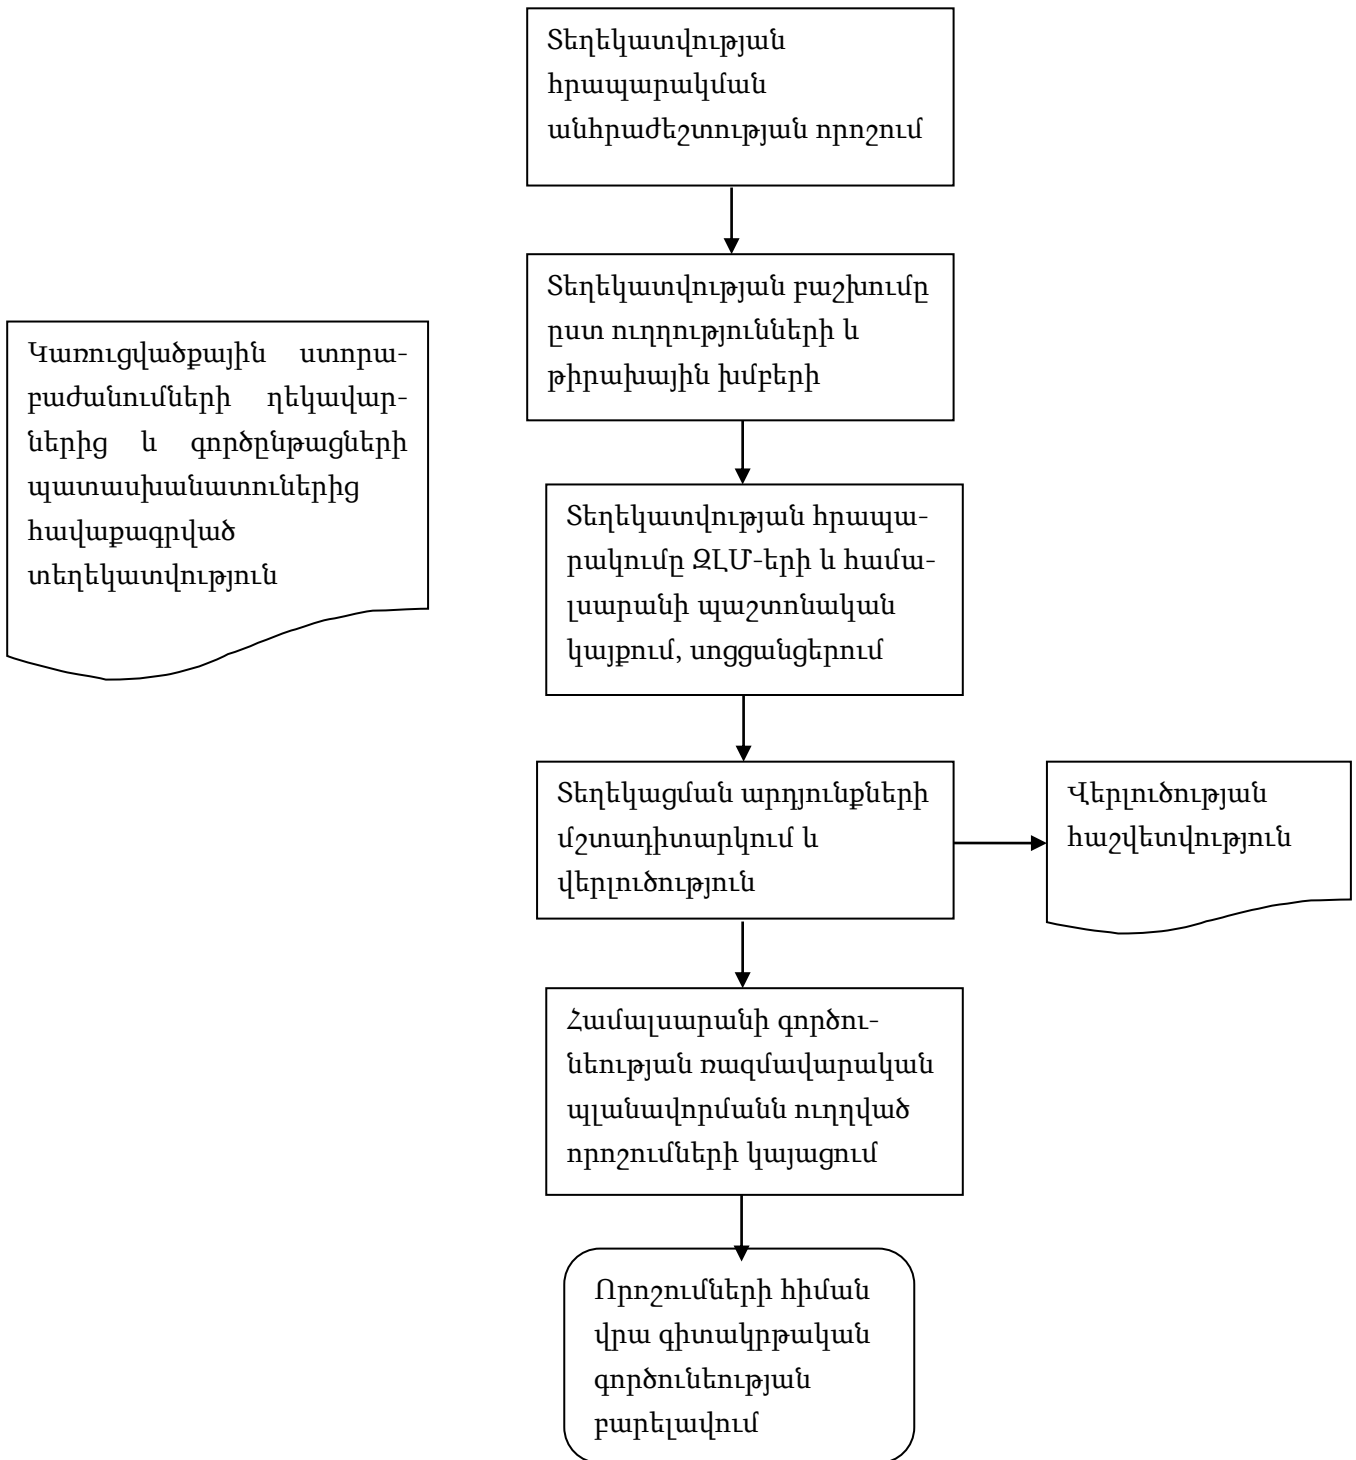 Տեղեկատվության
հրապարակման
անհրաժեշտության որոշում
Տեղեկատվության բաշխումը
ըստ ուղղությունների և
թիրախային խմբերի
Կառուցվածքային ստորա-
բաժանումների ղեկավար-
ներից և գործընթացների
պատասխանատուներից
հավաքագրված
տեղեկատվություն
Տեղեկատվության հրապա-
րակումը ԶԼՄ-երի և համա-
լսարանի պաշտոնական
կայքում, սոցցանցերում
Տեղեկացման արդյունքների
մշտադիտարկում և
վերլուծություն
Վերլուծության
հաշվետվություն
Համալսարանի գործու-
նեության ռազմավարական
պլանավորմանն ուղղված
որոշումների կայացում
Որոշումների հիման
վրա գիտակրթական
գործունեության
բարելավում